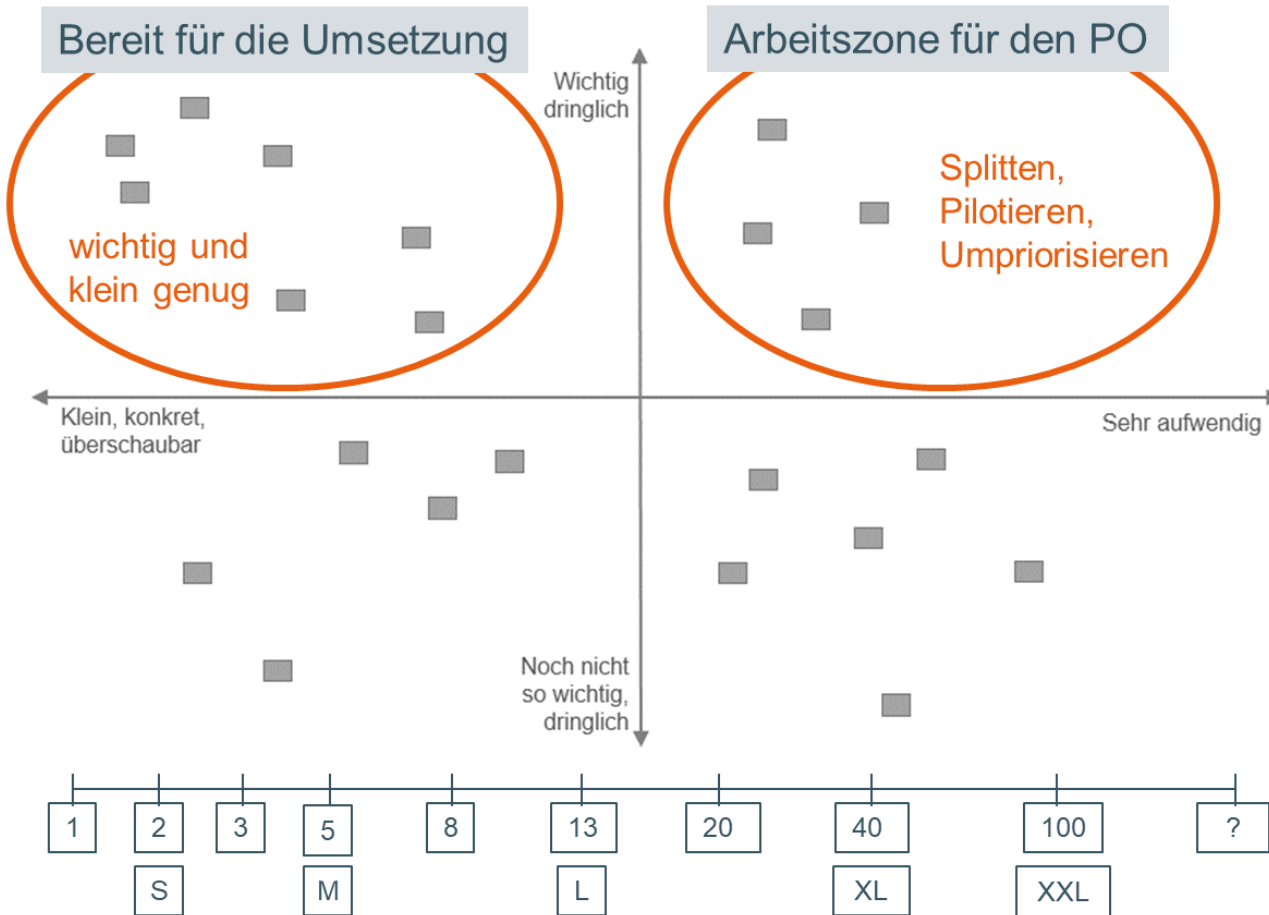 Bereit für die Umsetzung
Arbeitszone für den PO
Wichtig
dringlich
wichtig und
klein genug
Splitten,
Pilotieren,
Umpriorisieren
Klein, konkret,
überschaubar
Sehr aufwendig
Noch nicht
so wichtig,
dringlich
1 2 3 5 8 13 20 40 100 ?
S M L XL XXL